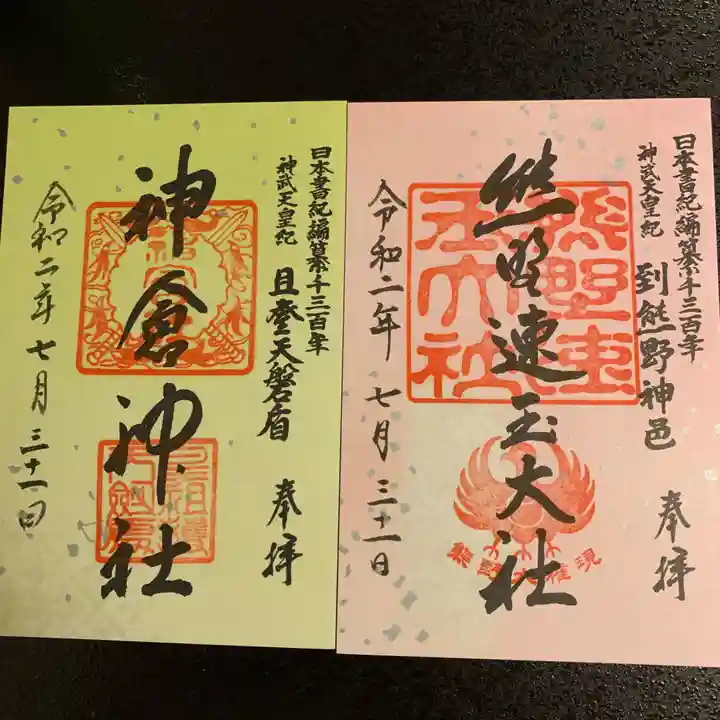 日本書紀編纂千三百年
神武天皇紀
到熊野神邑
奉拝
熊野速玉大社
令和二年
七月三十一日
熊野速玉大社
日本書紀編纂千三百年
神武天皇紀
且登天磐盾
奉拝
神倉神社
令和二年七月三十一日